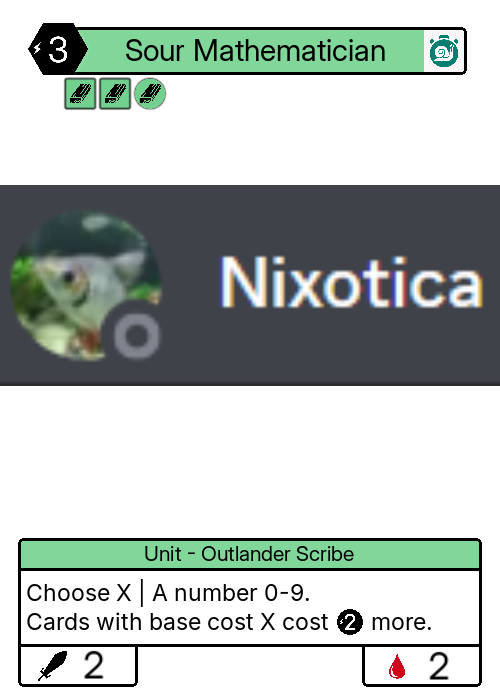 3
Sour Mathematician
Nixotica
Unit - Outlander Scribe
Choose X | A number 0-9.
Cards with base cost X cost 2 more.
2
2